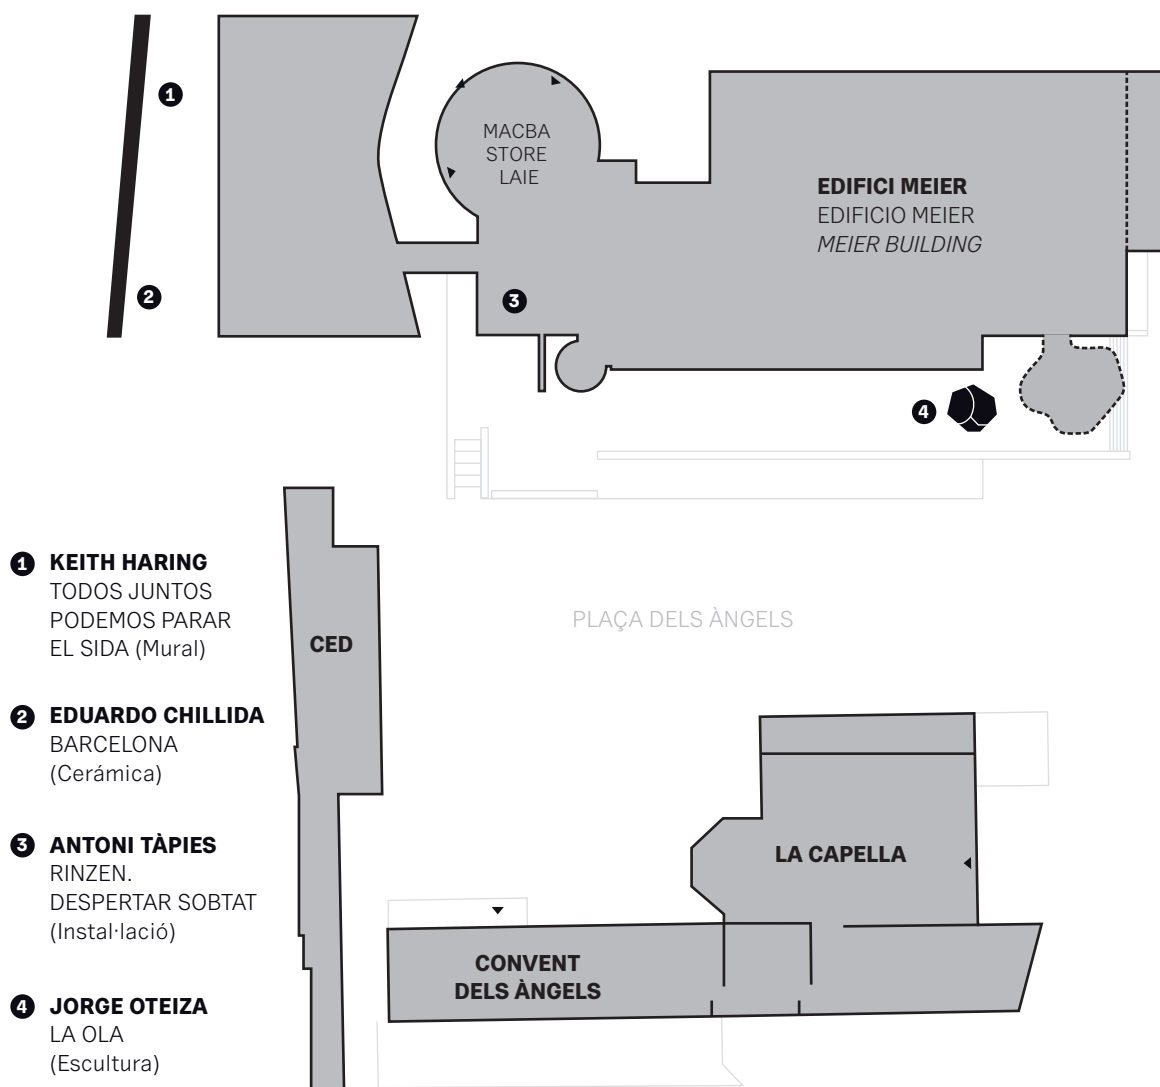 1
MACBA
STORE
LAIE
EDIFICI MEIER
EDIFICIO MEIER
MEIER BUILDING
2
3
4
PLAÇA DELS ÀNGELS
CED
LA CAPELLA
CONVENT
DELS ÀNGELS
1 KEITH HARING
TODOS JUNTOS
PODEMOS PARAR
EL SIDA (Mural)
2 EDUARDO CHILLIDA
BARCELONA
(Cerámica)
3 ANTONI TÀPIES
RINZEN.
DESPERTAR SOBTAT
(Instal·lació)
4 JORGE OTEIZA
LA OLA
(Escultura)